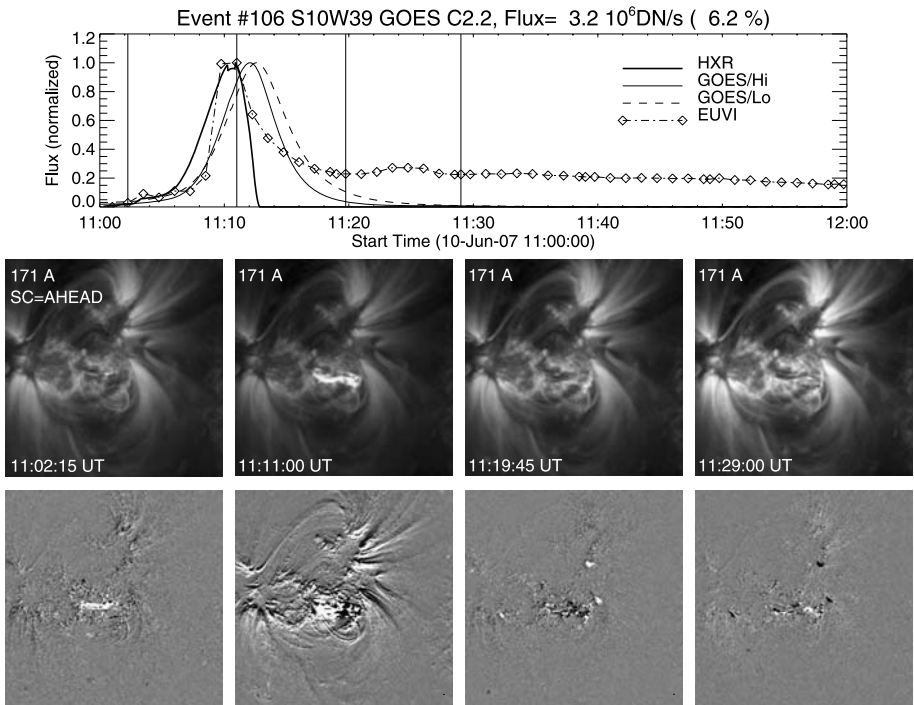 Event #106 S10W39 GOES C2.2, Flux= 3.2 10⁶DN/s ( 6.2 %)
1.2
1.0
0.8
0.6
0.4
0.2
0.0
Flux (normalized)
HXR
GOES/Hi
GOES/Lo
EUVI
11:00 11:10 11:20 11:30 11:40 11:50 12:00
Start Time (10-Jun-07 11:00:00)
171 A
SC=AHEAD
11:02:15 UT
171 A
11:11:00 UT
171 A
11:19:45 UT
171 A
11:29:00 UT